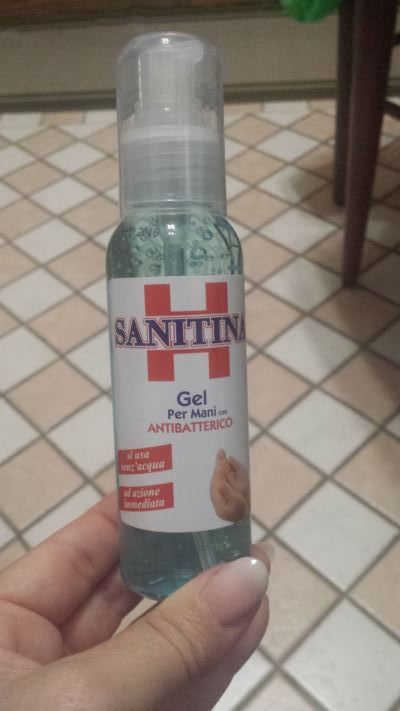 H
SANITINA
Gel
Per Mani con
ANTIBATTERICO
si usa
senz'acqua
ad azione
immediata